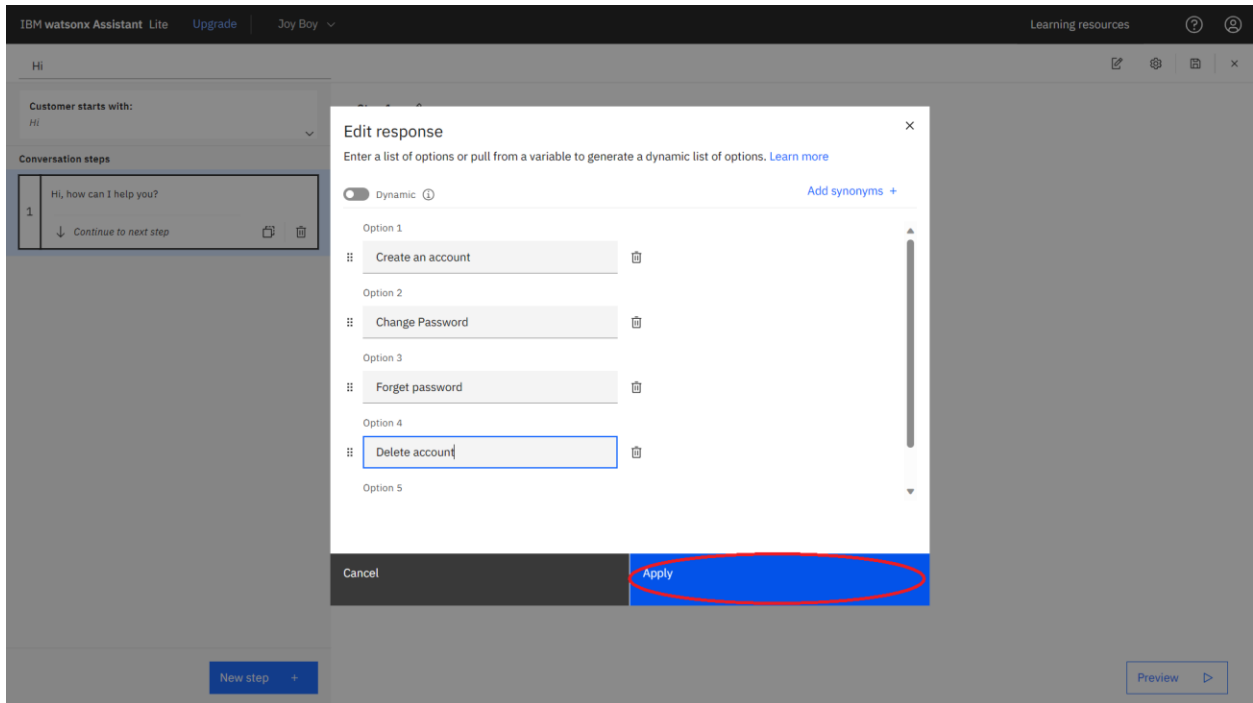 IBM watsonx Assistant Lite Upgrade Joy Boy Learning resources
Hi
Customer starts with:
Hi
Conversation steps
1
Hi, how can I help you?
Continue to next step
Edit response
Enter a list of options or pull from a variable to generate a dynamic list of options. Learn more
Dynamic Add synonyms +
Option 1
Create an account
Option 2
Change Password
Option 3
Forget password
Option 4
Delete account
Option 5
Cancel Apply
New step +
Preview